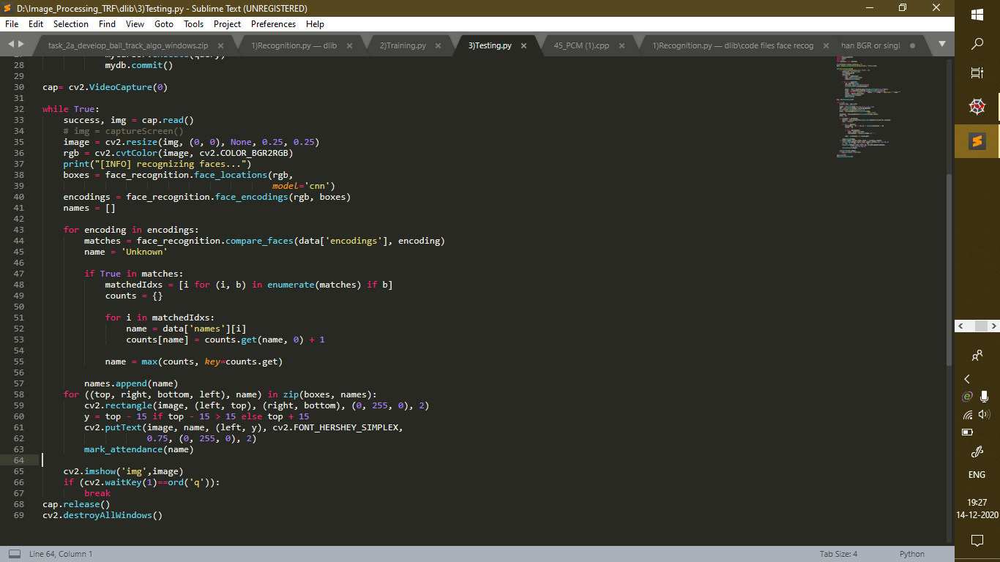 D:\Image_Processing_TRF\dlib\3)Testing.py - Sublime Text (UNREGISTERED)
File Edit Selection Find View Goto Tools Project Preferences Help
task_2a_develop_ball_track_algo_windows.zip 1)Recognition.py — dlib 2)Training.py 3)Testing.py 45_PCM (1).cpp 1)Recognition.py — dlib\code files face recog han BGR or singl
28 mydb.commit()
29
30 cap= cv2.VideoCapture(0)
31
32 while True:
33 success, img = cap.read()
34 # img = captureScreen()
35 image = cv2.resize(img, (0, 0), None, 0.25, 0.25)
36 rgb = cv2.cvtColor(image, cv2.COLOR_BGR2RGB)
37 print("[INFO] recognizing faces...")
38 boxes = face_recognition.face_locations(rgb,
39 model='cnn')
40 encodings = face_recognition.face_encodings(rgb, boxes)
41 names = []
42
43 for encoding in encodings:
44 matches = face_recognition.compare_faces(data['encodings'], encoding)
45 name = 'Unknown'
46
47 if True in matches:
48 matchedIdxs = [i for (i, b) in enumerate(matches) if b]
49 counts = {}
50
51 for i in matchedIdxs:
52 name = data['names'][i]
53 counts[name] = counts.get(name, 0) + 1
54
55 name = max(counts, key=counts.get)
56
57 names.append(name)
58 for ((top, right, bottom, left), name) in zip(boxes, names):
59 cv2.rectangle(image, (left, top), (right, bottom), (0, 255, 0), 2)
60 y = top - 15 if top - 15 > 15 else top + 15
61 cv2.putText(image, name, (left, y), cv2.FONT_HERSHEY_SIMPLEX,
62 0.75, (0, 255, 0), 2)
63 mark_attendance(name)
64
65 cv2.imshow('img',image)
66 if (cv2.waitKey(1)==ord('q')):
67 break
68 cap.release()
69 cv2.destroyAllWindows()
Line 64, Column 1 Tab Size: 4 Python
ENG
19:27
14-12-2020